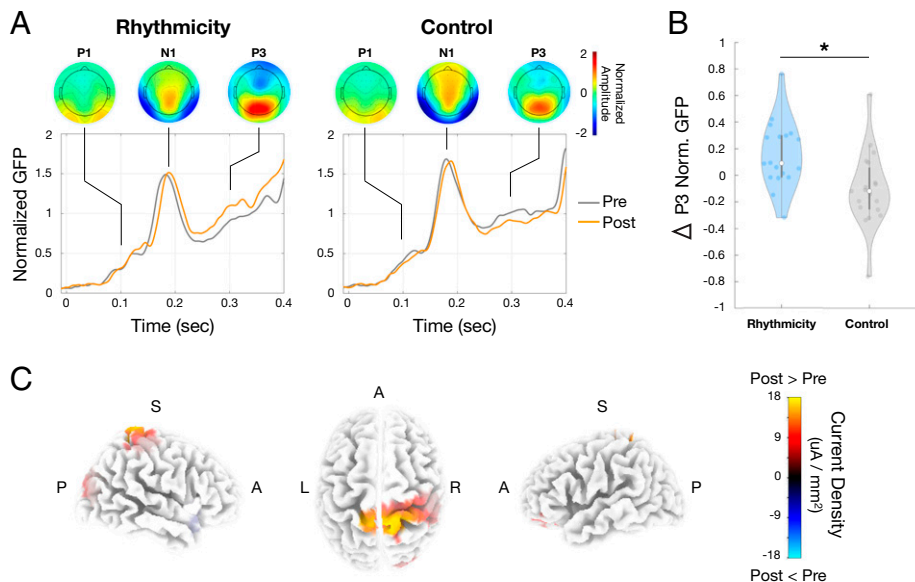 A
Rhythmicity
Control
P1
N1
P3
P1
N1
P3
2
0
-2
Normalized
Amplitude
2
1.5
1
0.5
0
Normalized GFP
0
0.1
0.2
0.3
0.4
Time (sec)
2
1.5
1
0.5
0
0
0.1
0.2
0.3
0.4
Time (sec)
Pre
Post
B
*
1
0.8
0.6
0.4
0.2
0
-0.2
-0.4
-0.6
-0.8
-1
Δ P3 Norm. GFP
Rhythmicity
Control
C
S
P
A
A
L
R
S
A
P
Post > Pre
18
9
0
-9
-18
Current Density
(uA / mm²)
Post < Pre